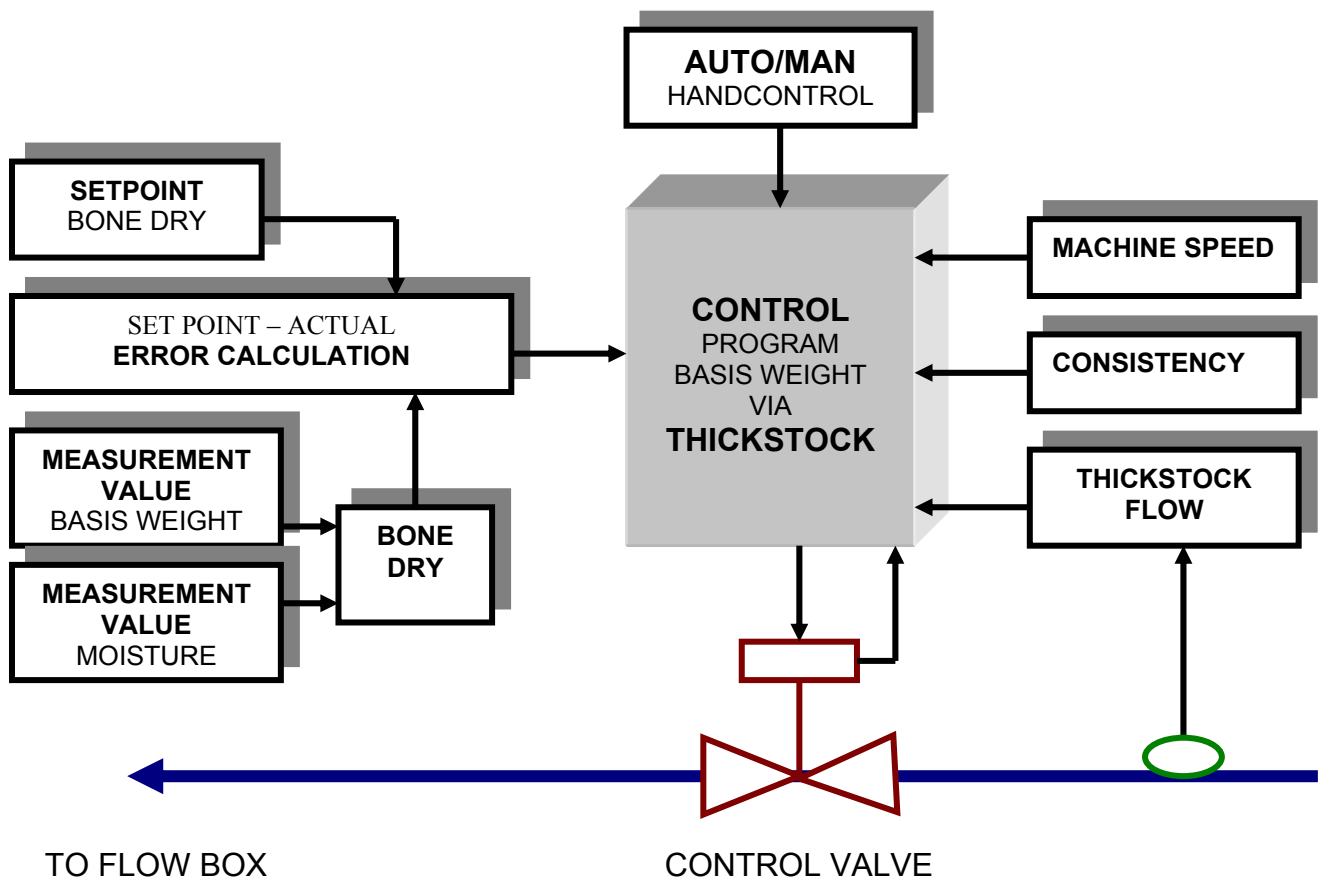 AUTO/MAN
HANDCONTROL
SETPOINT
BONE DRY
SET POINT – ACTUAL
ERROR CALCULATION
MEASUREMENT
VALUE
BASIS WEIGHT
MEASUREMENT
VALUE
MOISTURE
BONE
DRY
CONTROL
PROGRAM
BASIS WEIGHT
VIA
THICKSTOCK
MACHINE SPEED
CONSISTENCY
THICKSTOCK
FLOW
TO FLOW BOX
CONTROL VALVE